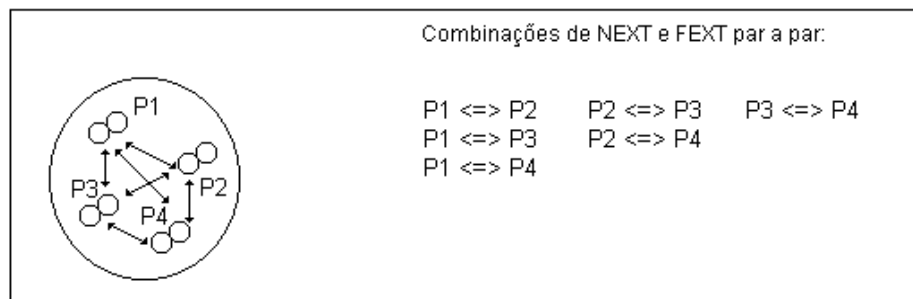 Combinações de NEXT e FEXT par a par:
P1 <=> P2 P2 <=> P3 P3 <=> P4
P1 <=> P3 P2 <=> P4
P1 <=> P4
P1
P3
P2
P4